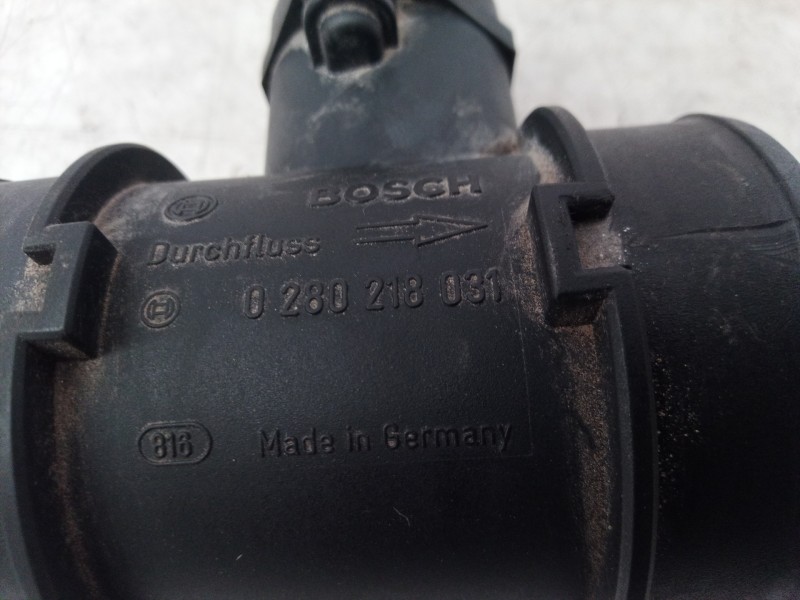 BOSCH
Durchfluss
0 280 218 031
816
Made in Germany